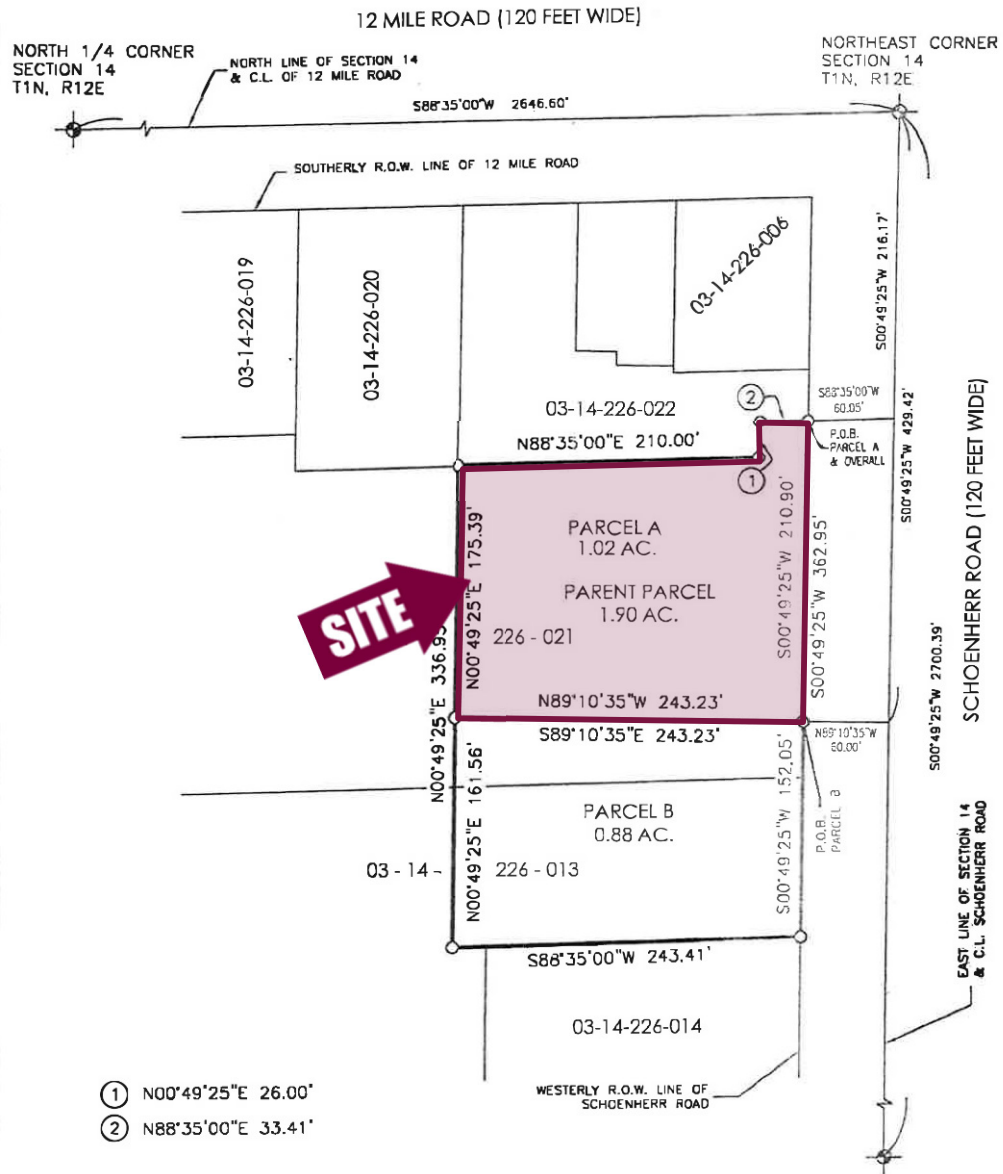 12 MILE ROAD (120 FEET WIDE)
NORTH 1/4 CORNER
SECTION 14
T1N, R12E
NORTH LINE OF SECTION 14
& C.L. OF 12 MILE ROAD
NORTHEAST CORNER
SECTION 14
T1N, R12E
S88°35'00"W 2646.60'
SOUTHERLY R.O.W. LINE OF 12 MILE ROAD
03-14-226-019
03-14-226-020
03-14-226-006
S00°49'25"W 216.17'
03-14-226-022
2
S88°35'00"W
60.05'
N88°35'00"E 210.00'
1
P.O.B.
PARCEL A
& OVERALL
S00°49'25"W 429.42'
SCHOENHERR ROAD (120 FEET WIDE)
N00°49'25"E 175.39'
PARCEL A
1.02 AC.
PARENT PARCEL
1.90 AC.
S00°49'25"W 210.90'
S00°49'25"W 362.95'
SITE
226 - 021
N00°49'25"E 336.95'
N89°10'35"W 243.23'
S89°10'35"E 243.23'
N89°10'35"W
60.00'
S00°49'25"W 2700.39'
N00°49'25"E 161.56'
PARCEL B
0.88 AC.
S00°49'25"W 152.05'
P.O.B.
PARCEL B
03 - 14 -
226 - 013
S88°35'00"W 243.41'
EAST LINE OF SECTION 14
& C.L. SCHOENHERR ROAD
03-14-226-014
WESTERLY R.O.W. LINE OF
SCHOENHERR ROAD
1 N00°49'25"E 26.00'
2 N88°35'00"E 33.41'